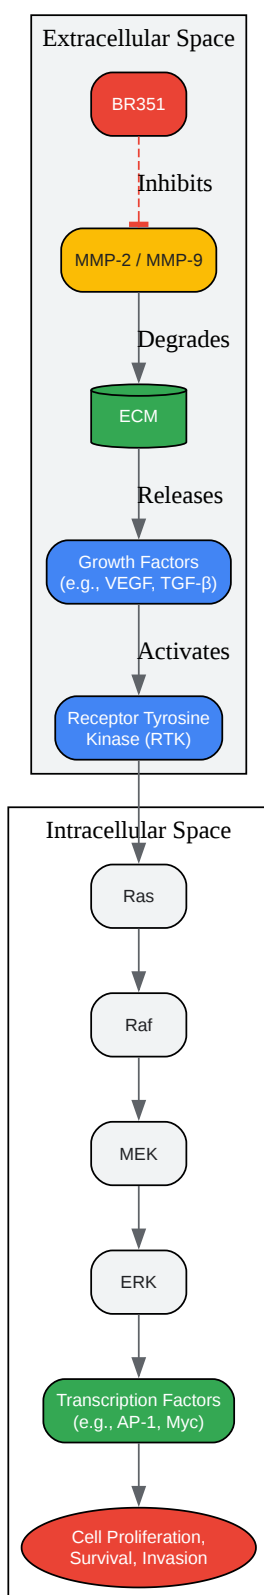 Extracellular Space
BR351
Inhibits
MMP-2 / MMP-9
Degrades
ECM
Releases
Growth Factors
(e.g., VEGF, TGF-β)
Activates
Receptor Tyrosine
Kinase (RTK)
Intracellular Space
Ras
Raf
MEK
ERK
Transcription Factors
(e.g., AP-1, Myc)
Cell Proliferation,
Survival, Invasion